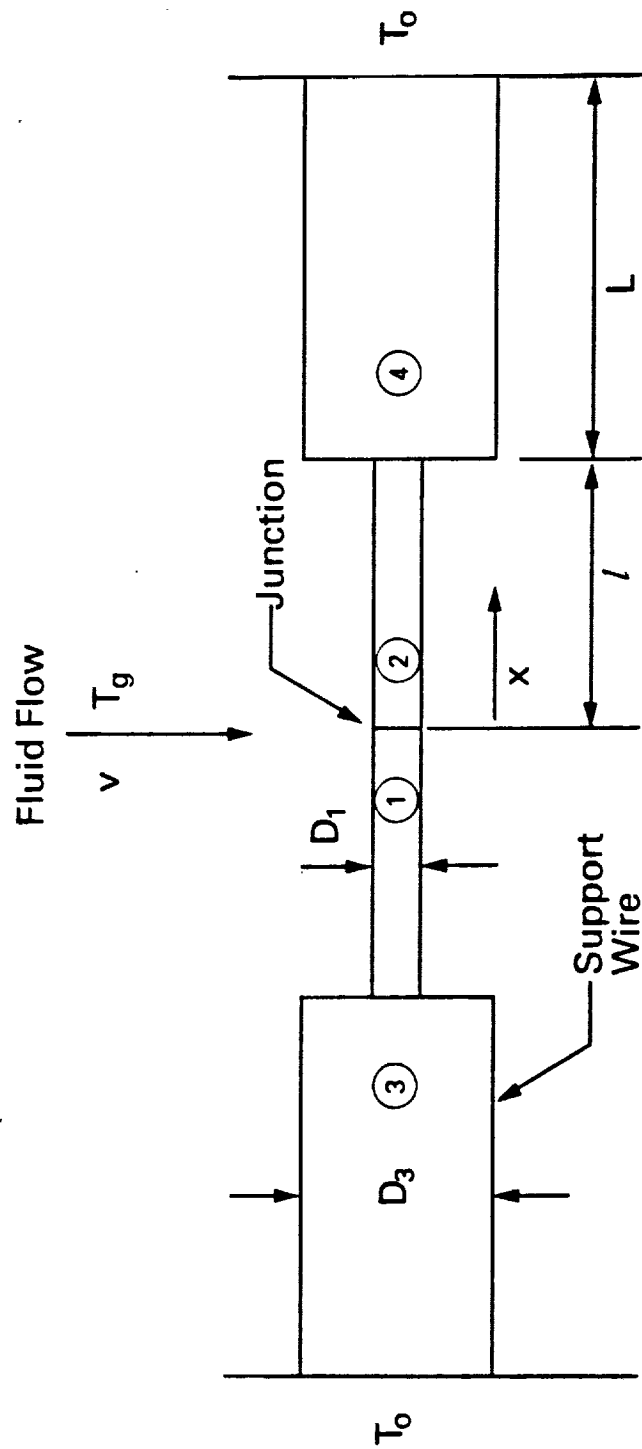 Fluid Flow
v
T_g
Junction
T_o
T_o
D_3
D_1
3
1
2
4
x
l
L
Support
Wire